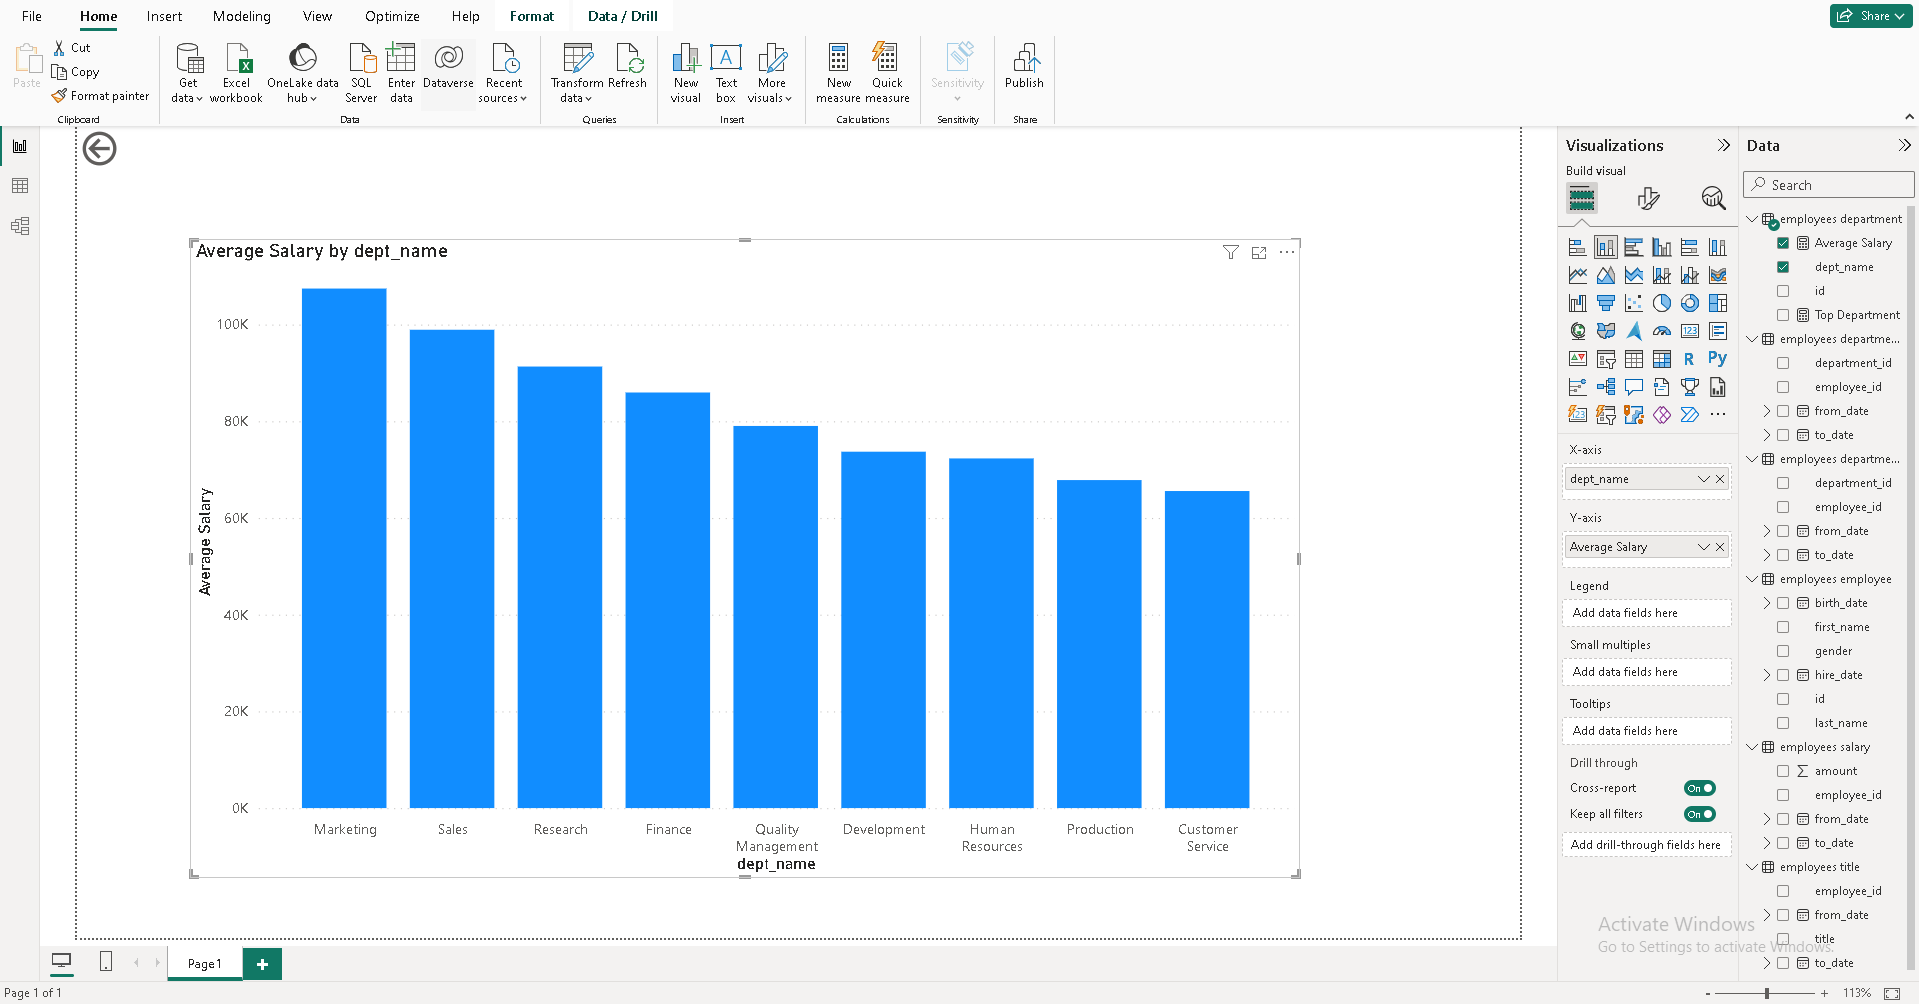 File Home Insert Modeling View Optimize Help Format Data / Drill Share
Paste
Cut
Copy
Format painter
Clipboard
Get data
Excel workbook
OneLake data hub
SQL Server
Enter data
Dataverse
Recent sources
Data
Transform data
Refresh
Queries
New visual
Text box
More visuals
Insert
New measure
Quick measure
Calculations
Sensitivity
Sensitivity
Publish
Share
Average Salary by dept_name
Average Salary
100K
80K
60K
40K
20K
0K
Marketing
Sales
Research
Finance
Quality Management
Development
Human Resources
Production
Customer Service
dept_name
Visualizations
Build visual
123
R
Py
123
X-axis
dept_name
Y-axis
Average Salary
Legend
Add data fields here
Small multiples
Add data fields here
Tooltips
Add data fields here
Drill through
Cross-report On
Keep all filters On
Add drill-through fields here
Data
Search
employees department
Average Salary
dept_name
id
Top Department
employees departme...
department_id
employee_id
from_date
to_date
employees departme...
department_id
employee_id
from_date
to_date
employees employee
birth_date
first_name
gender
hire_date
id
last_name
employees salary
amount
employee_id
from_date
to_date
employees title
employee_id
from_date
title
to_date
Activate Windows
Go to Settings to activate Windows.
Page1
Page 1 of 1
- + 113%